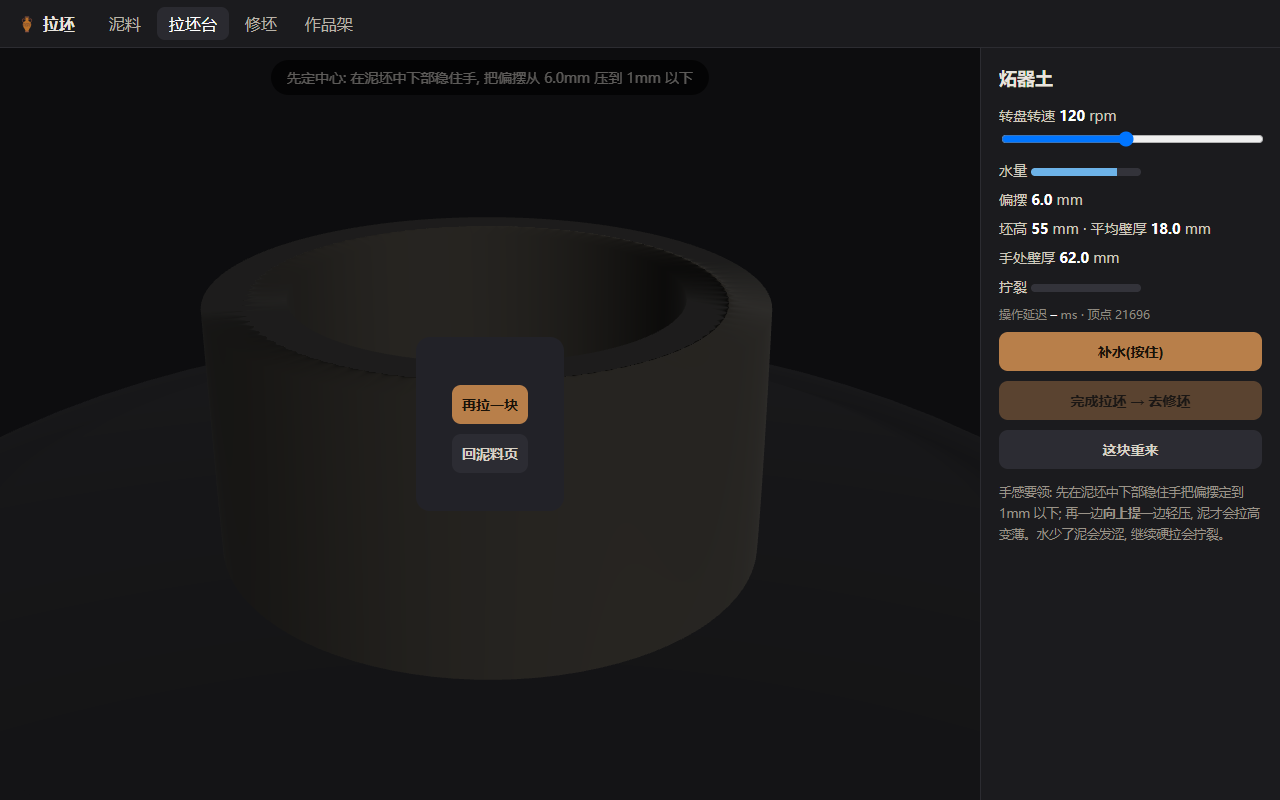 拉坯
泥料
拉坯台
修坯
作品架
先定中心: 在泥坯中下部稳住手, 把偏摆从 6.0mm 压到 1mm 以下
再拉一块
回泥料页
炻器土
转盘转速 120 rpm
水量
偏摆 6.0 mm
坯高 55 mm · 平均壁厚 18.0 mm
手处壁厚 62.0 mm
拧裂
操作延迟 – ms · 顶点 21696
补水(按住)
完成拉坯 → 去修坯
这块重来
手感要领: 先在泥坯中下部稳住手把偏摆定到
1mm 以下; 再一边向上提一边轻压, 泥才会拉高
变薄。水少了泥会发涩, 继续硬拉会拧裂。